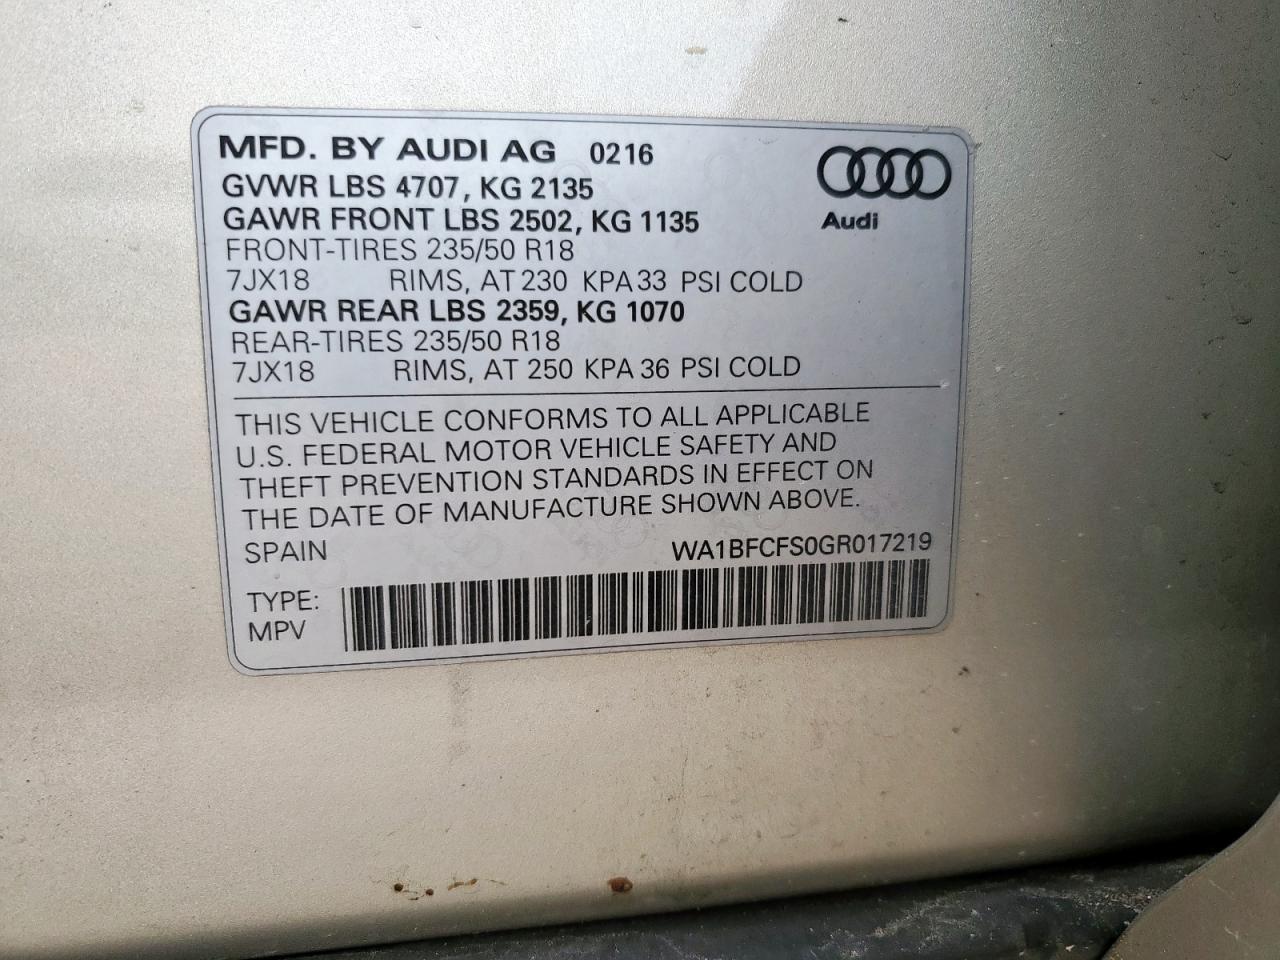 MFD. BY AUDI AG 0216
GVWR LBS 4707, KG 2135
GAWR FRONT LBS 2502, KG 1135
Audi
FRONT-TIRES 235/50 R18
7JX18 RIMS, AT 230 KPA 33 PSI COLD
GAWR REAR LBS 2359, KG 1070
REAR-TIRES 235/50 R18
7JX18 RIMS, AT 250 KPA 36 PSI COLD
THIS VEHICLE CONFORMS TO ALL APPLICABLE
U.S. FEDERAL MOTOR VEHICLE SAFETY AND
THEFT PREVENTION STANDARDS IN EFFECT ON
THE DATE OF MANUFACTURE SHOWN ABOVE.
SPAIN WA1BFCFS0GR017219
TYPE:
MPV